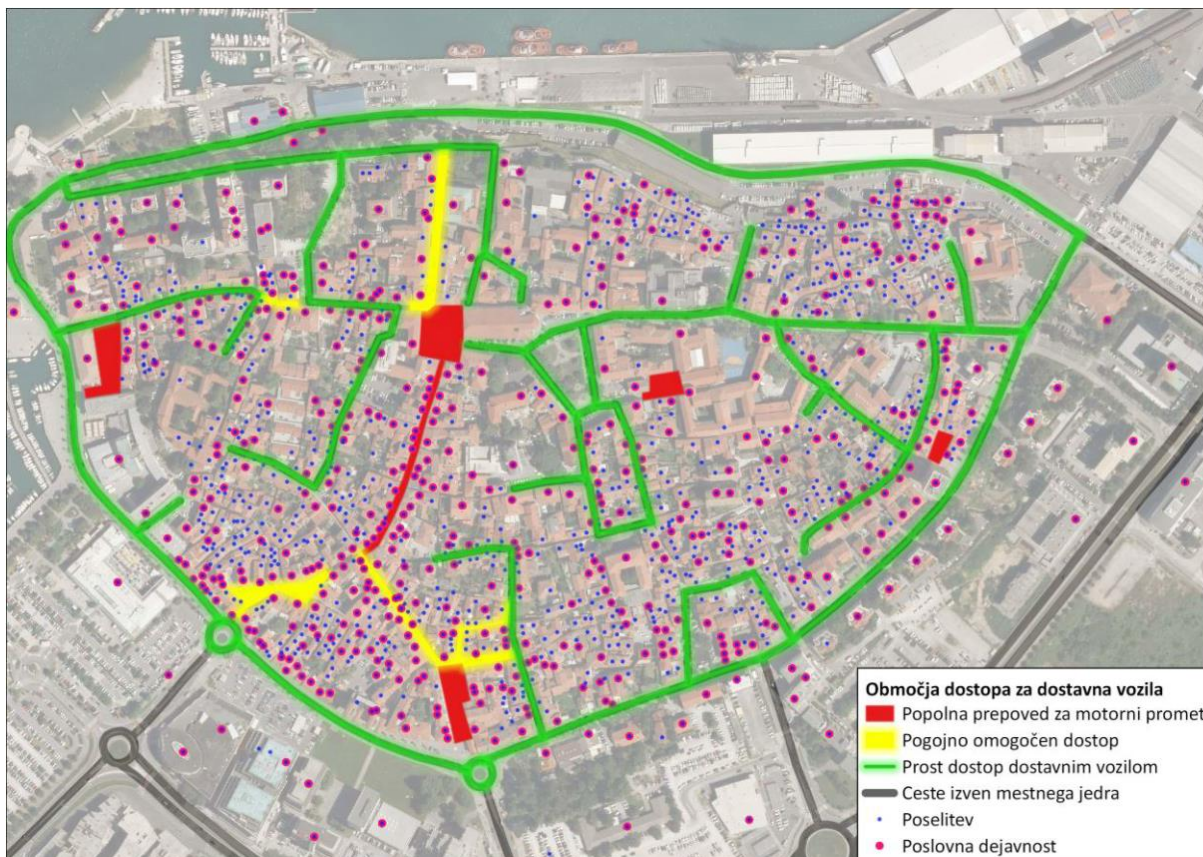 Območja dostopa za dostavna vozila
Popolna prepoved za motorni promet
Pogojno omogočen dostop
Prost dostop dostavnim vozilom
Ceste izven mestnega jedra
Poselitev
Poslovna dejavnost